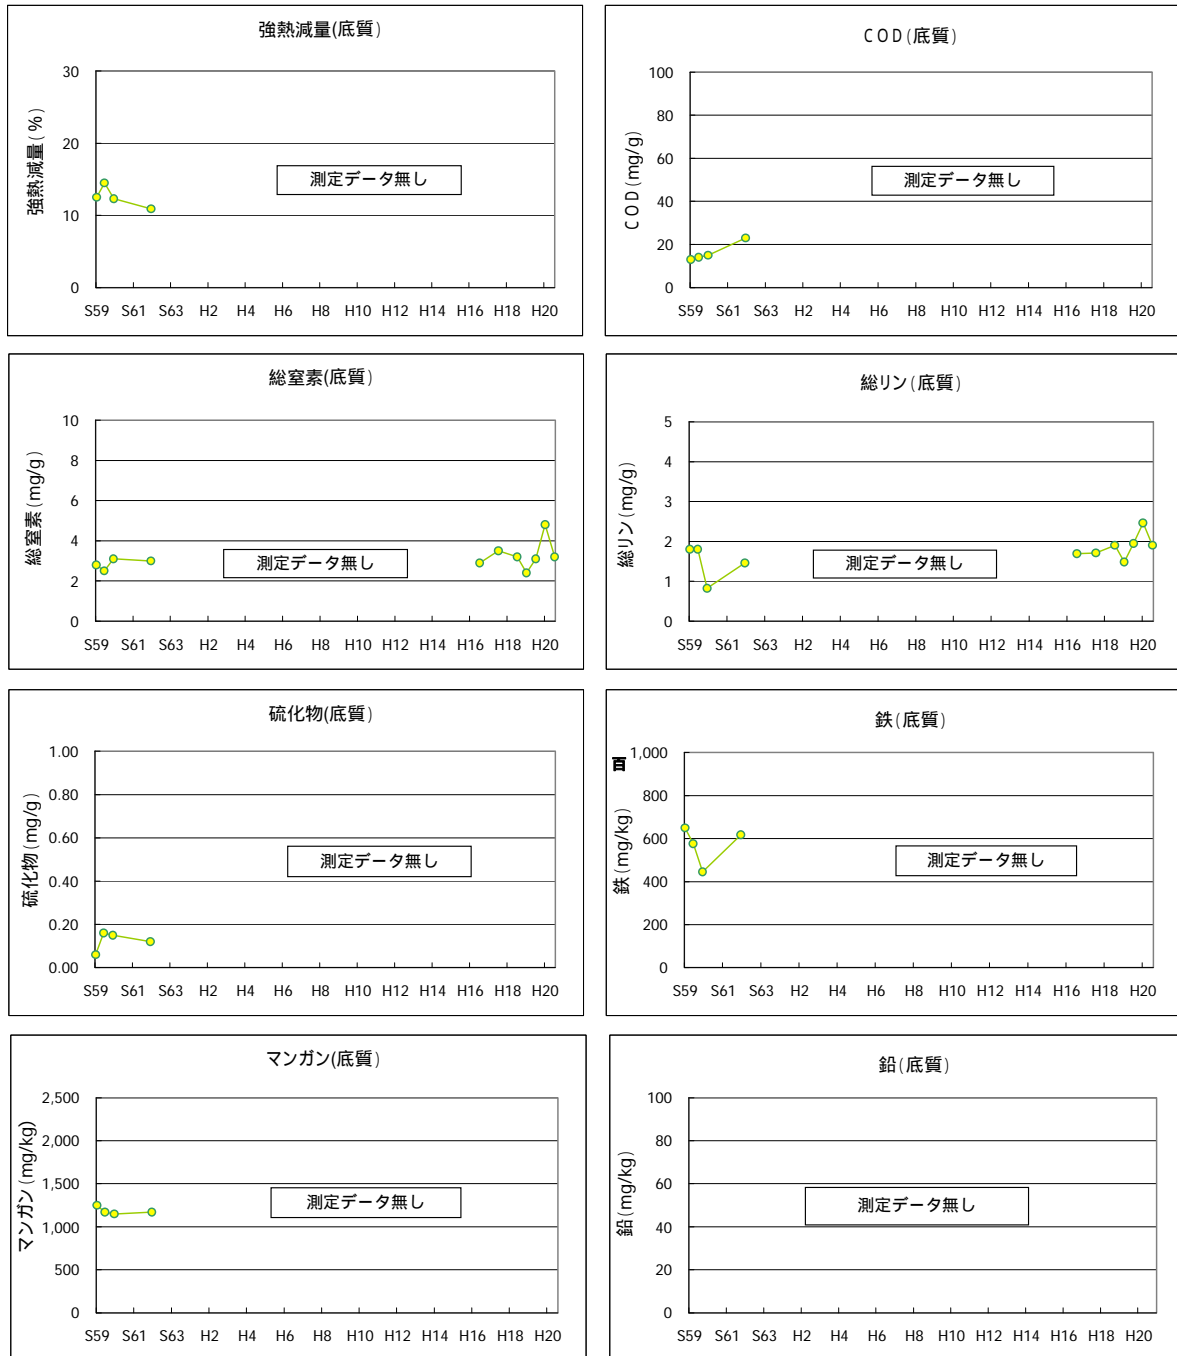 強熱減量(底質)
30
20
10
0
強熱減量(%)
測定データ無し
S59 S61 S63 H2 H4 H6 H8 H10 H12 H14 H16 H18 H20
COD(底質)
100
80
60
40
20
0
COD(mg/g)
測定データ無し
S59 S61 S63 H2 H4 H6 H8 H10 H12 H14 H16 H18 H20
総窒素(底質)
10
8
6
4
2
0
総窒素(mg/g)
測定データ無し
S59 S61 S63 H2 H4 H6 H8 H10 H12 H14 H16 H18 H20
総リン(底質)
5
4
3
2
1
0
総リン(mg/g)
測定データ無し
S59 S61 S63 H2 H4 H6 H8 H10 H12 H14 H16 H18 H20
硫化物(底質)
1.00
0.80
0.60
0.40
0.20
0.00
硫化物(mg/g)
測定データ無し
S59 S61 S63 H2 H4 H6 H8 H10 H12 H14 H16 H18 H20
鉄(底質)
百
1,000
800
600
400
200
0
鉄(mg/kg)
測定データ無し
S59 S61 S63 H2 H4 H6 H8 H10 H12 H14 H16 H18 H20
マンガン(底質)
2,500
2,000
1,500
1,000
500
0
マンガン(mg/kg)
測定データ無し
S59 S61 S63 H2 H4 H6 H8 H10 H12 H14 H16 H18 H20
鉛(底質)
100
80
60
40
20
0
鉛(mg/kg)
測定データ無し
S59 S61 S63 H2 H4 H6 H8 H10 H12 H14 H16 H18 H20